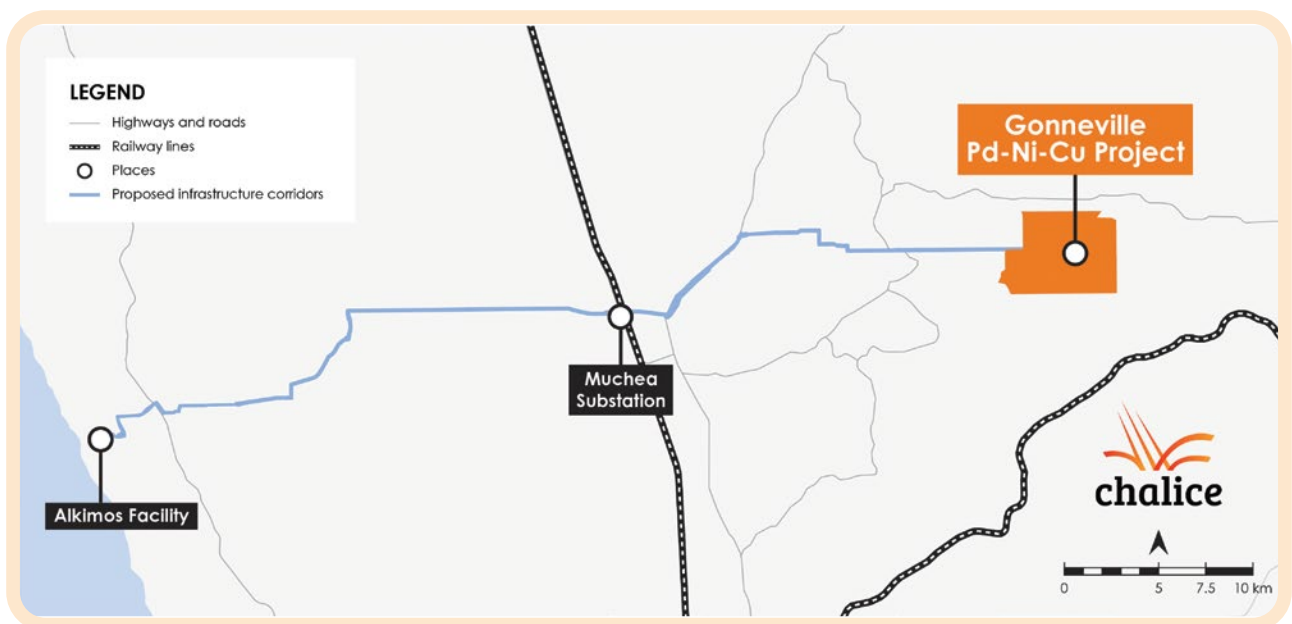 LEGEND
Highways and roads
Railway lines
Places
Proposed infrastructure corridors
Gonneville
Pd-Ni-Cu Project
Muchea
Substation
Alkimos Facility
chalice
0 5 7.5 10 km